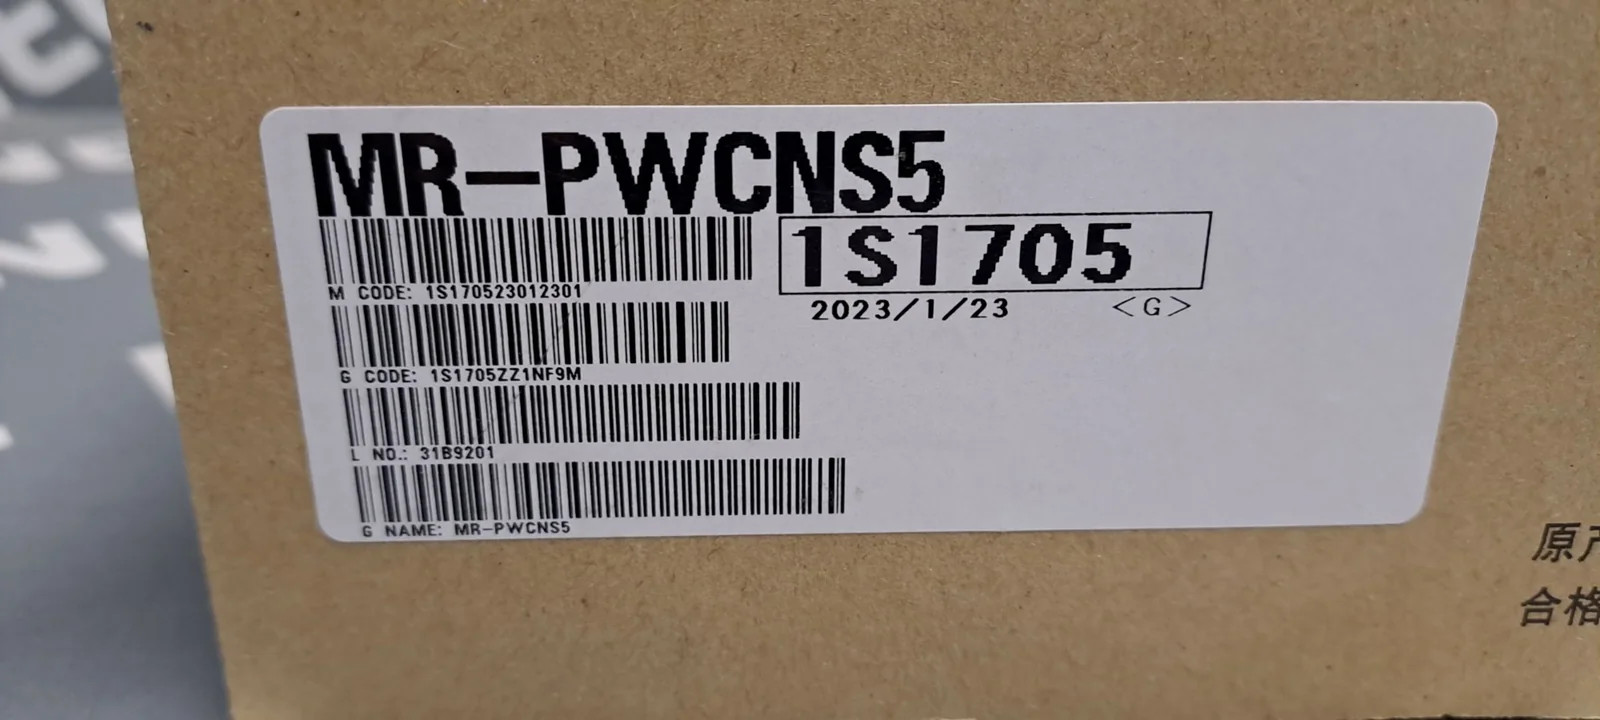 MR-PWCNS5
1S1705
M CODE: 1S170523012301
2023/1/23 <G>
G CODE: 1S1705ZZ1NF9M
L NO.: 31B9201
G NAME: MR-PWCNS5
原产
合格